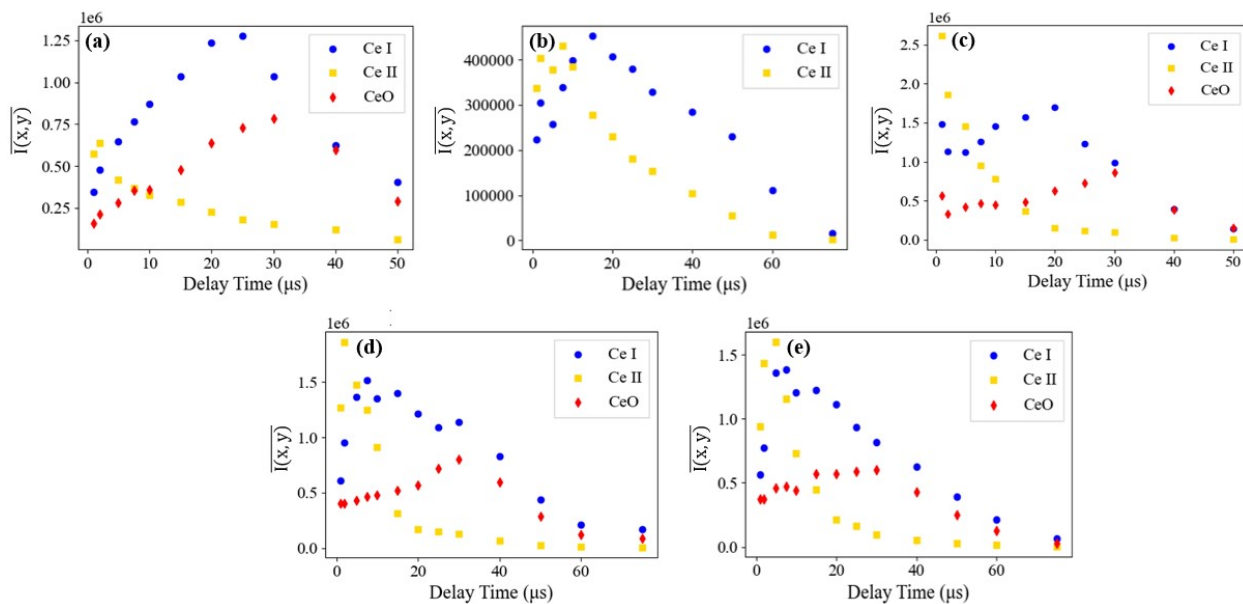 1e6
(a)
Ce I
Ce II
CeO
1.25
1.00
0.75
0.50
0.25
I(x,y)
0 10 20 30 40 50
Delay Time (μs)
(b)
Ce I
Ce II
400000
300000
200000
100000
0
I(x,y)
0 20 40 60
Delay Time (μs)
1e6
(c)
Ce I
Ce II
CeO
2.5
2.0
1.5
1.0
0.5
0.0
I(x,y)
0 10 20 30 40 50
Delay Time (μs)
1e6
(d)
Ce I
Ce II
CeO
1.5
1.0
0.5
0.0
I(x,y)
0 20 40 60
Delay Time (μs)
1e6
(e)
Ce I
Ce II
CeO
1.5
1.0
0.5
0.0
I(x,y)
0 20 40 60
Delay Time (μs)